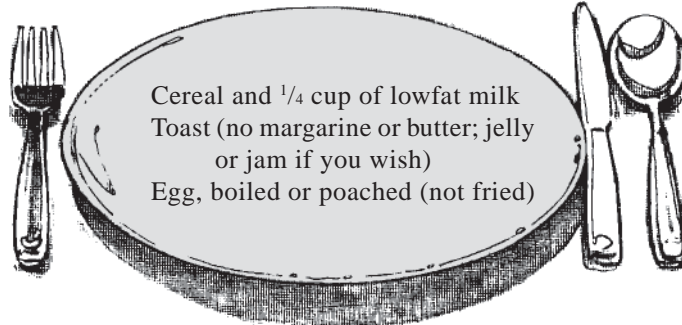 Cereal and 1/4 cup of lowfat milk
Toast (no margarine or butter; jelly
or jam if you wish)
Egg, boiled or poached (not fried)